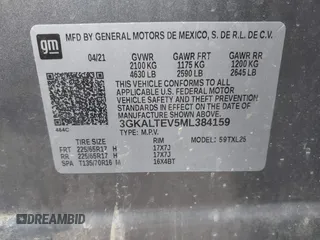 gm
MFD BY GENERAL MOTORS DE MEXICO, S. DE R.L. DE C.V.
04/21 GVWR GAWR FRT GAWR RR
2100 KG 1175 KG 1200 KG
4630 LB 2590 LB 2645 LB
THIS VEHICLE CONFORMS TO ALL
APPLICABLE U.S. FEDERAL MOTOR
VEHICLE SAFETY AND THEFT PREVENTION
STANDARDS IN EFFECT ON THE DATE OF
MANUFACTURE SHOWN ABOVE.
3GKALTEV5ML384159
TYPE: M.P.V. MODEL:
TIRE SIZE RIM
FRT 225/65R17 H 17X7J
RR 225/65R17 H 17X7J
SPA T135/70R16 M 16X4BT
DREAMBID